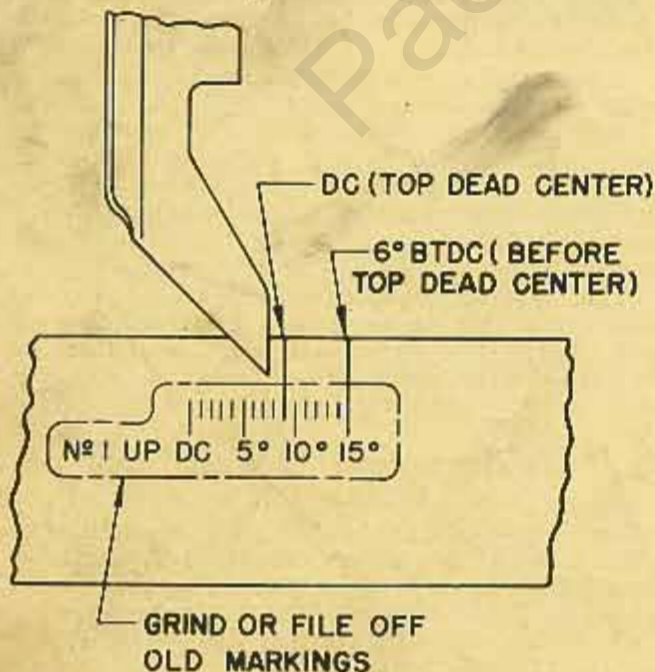 Pac
DC (TOP DEAD CENTER)
6° BTDC (BEFORE
TOP DEAD CENTER)
Nº 1 UP DC 5° 10° 15°
GRIND OR FILE OFF
OLD MARKINGS